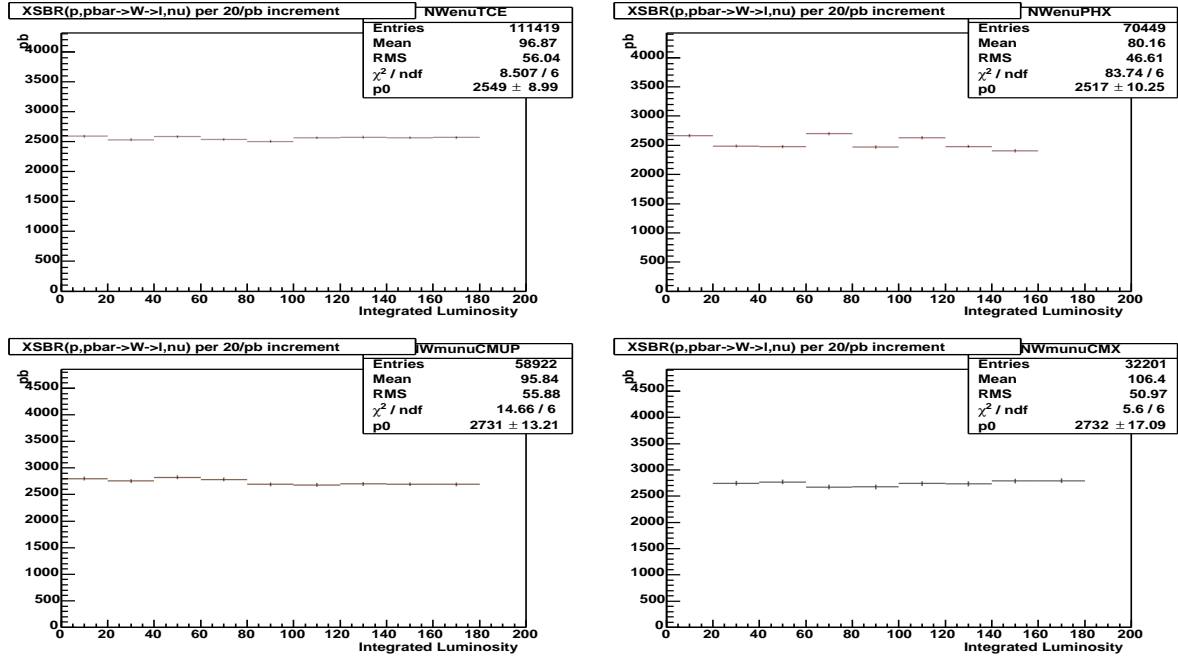 XSBR(p,pbar->W->l,nu) per 20/pb increment
NWenuTCE
Entries 111419
Mean 96.87
RMS 56.04
χ² / ndf 8.507 / 6
p0 2549 ± 8.99
pb
4000
3500
3000
2500
2000
1500
1000
500
0
0 20 40 60 80 100 120 140 160 180 200
Integrated Luminosity
XSBR(p,pbar->W->l,nu) per 20/pb increment
NWenuPHX
Entries 70449
Mean 80.16
RMS 46.61
χ² / ndf 83.74 / 6
p0 2517 ± 10.25
pb
4000
3500
3000
2500
2000
1500
1000
500
0
0 20 40 60 80 100 120 140 160 180 200
Integrated Luminosity
XSBR(p,pbar->W->l,nu) per 20/pb increment
NWmunuCMUP
Entries 58922
Mean 95.84
RMS 55.88
χ² / ndf 14.66 / 6
p0 2731 ± 13.21
pb
4500
4000
3500
3000
2500
2000
1500
1000
500
0
0 20 40 60 80 100 120 140 160 180 200
Integrated Luminosity
XSBR(p,pbar->W->l,nu) per 20/pb increment
NWmunuCMX
Entries 32201
Mean 106.4
RMS 50.97
χ² / ndf 5.6 / 6
p0 2732 ± 17.09
pb
4500
4000
3500
3000
2500
2000
1500
1000
500
0
0 20 40 60 80 100 120 140 160 180 200
Integrated Luminosity